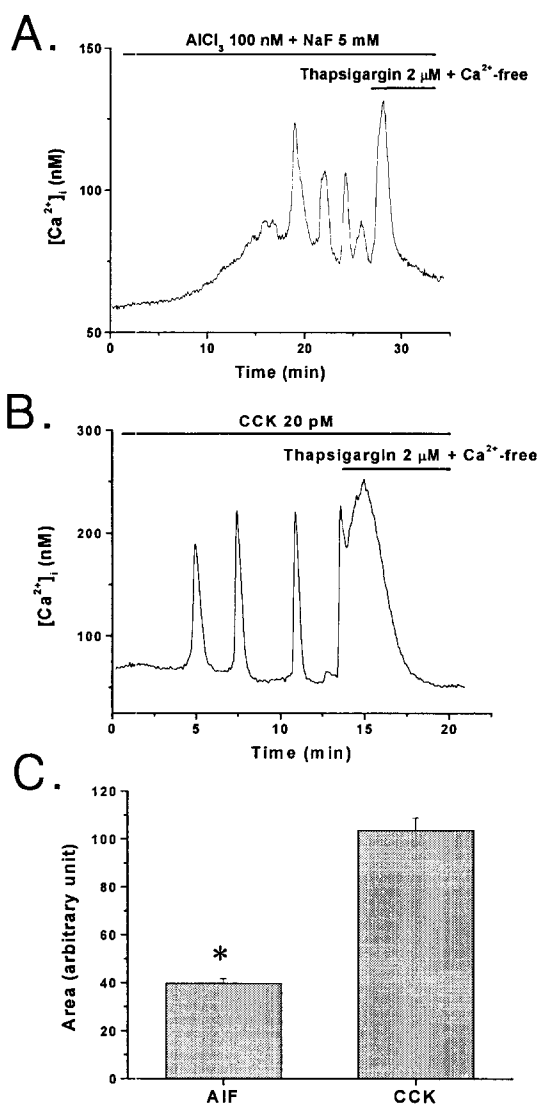 A.
AlCl3 100 nM + NaF 5 mM
Thapsigargin 2 μM + Ca2+-free
150
100
50
[Ca2+]i (nM)
0 10 20 30
Time (min)
B.
CCK 20 pM
Thapsigargin 2 μM + Ca2+-free
300
200
100
[Ca2+]i (nM)
0 5 10 15 20
Time (min)
C.
120
100
80
60
40
20
0
Area (arbitrary unit)
*
AlF CCK